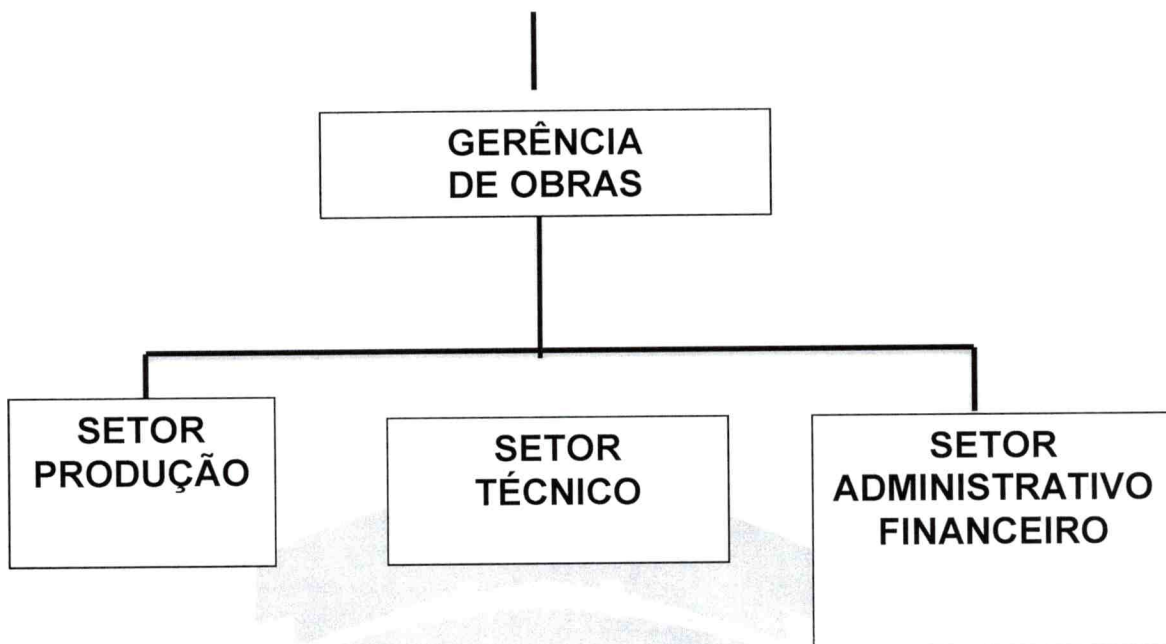 GERÊNCIA
DE OBRAS
SETOR
PRODUÇÃO
SETOR
TÉCNICO
SETOR
ADMINISTRATIVO
FINANCEIRO